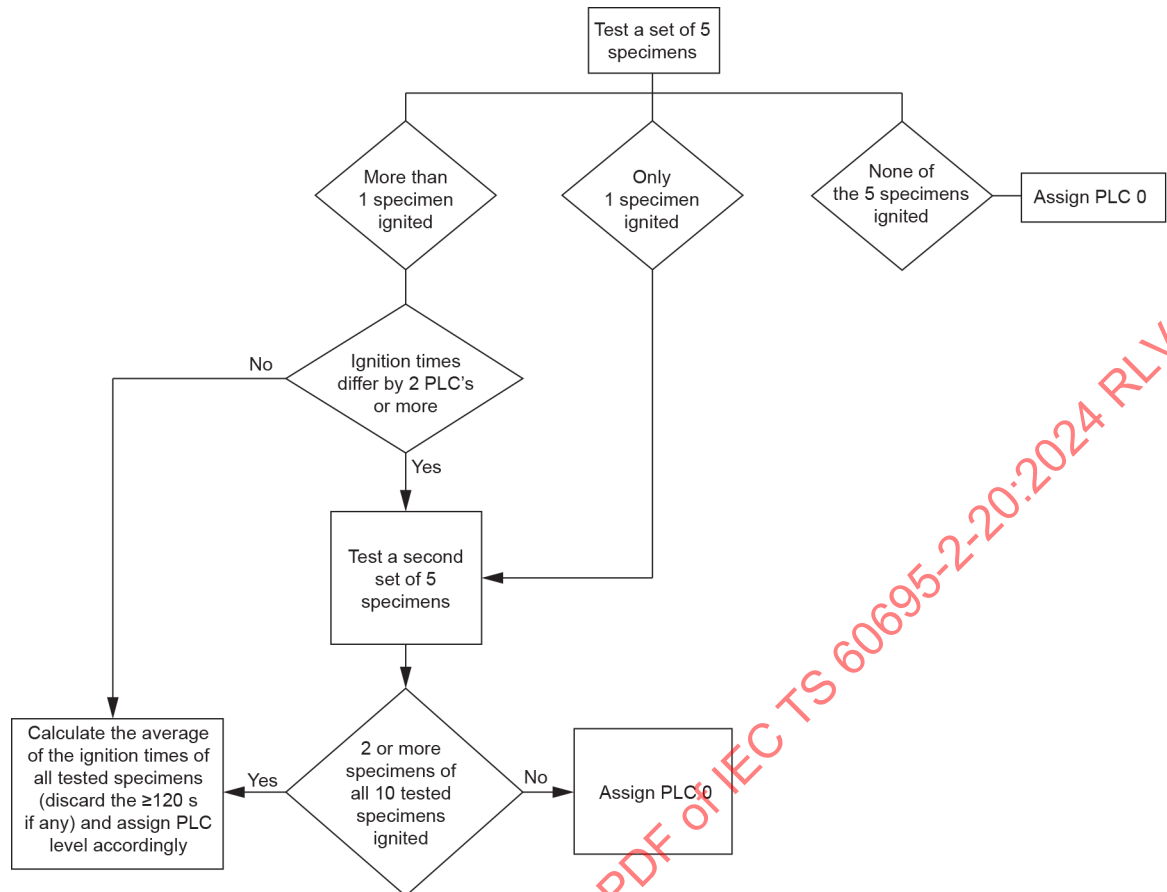 Test a set of 5
specimens
More than
1 specimen
ignited
Only
1 specimen
ignited
None of
the 5 specimens
ignited
Assign PLC 0
No
Ignition times
differ by 2 PLC's
or more
Yes
Test a second
set of 5
specimens
Calculate the average
of the ignition times of
all tested specimens
(discard the ≥120 s
if any) and assign PLC
level accordingly
Yes
2 or more
specimens of
all 10 tested
specimens
ignited
No
Assign PLC 0
PDF of IEC TS 60695-2-20:2024 RLV